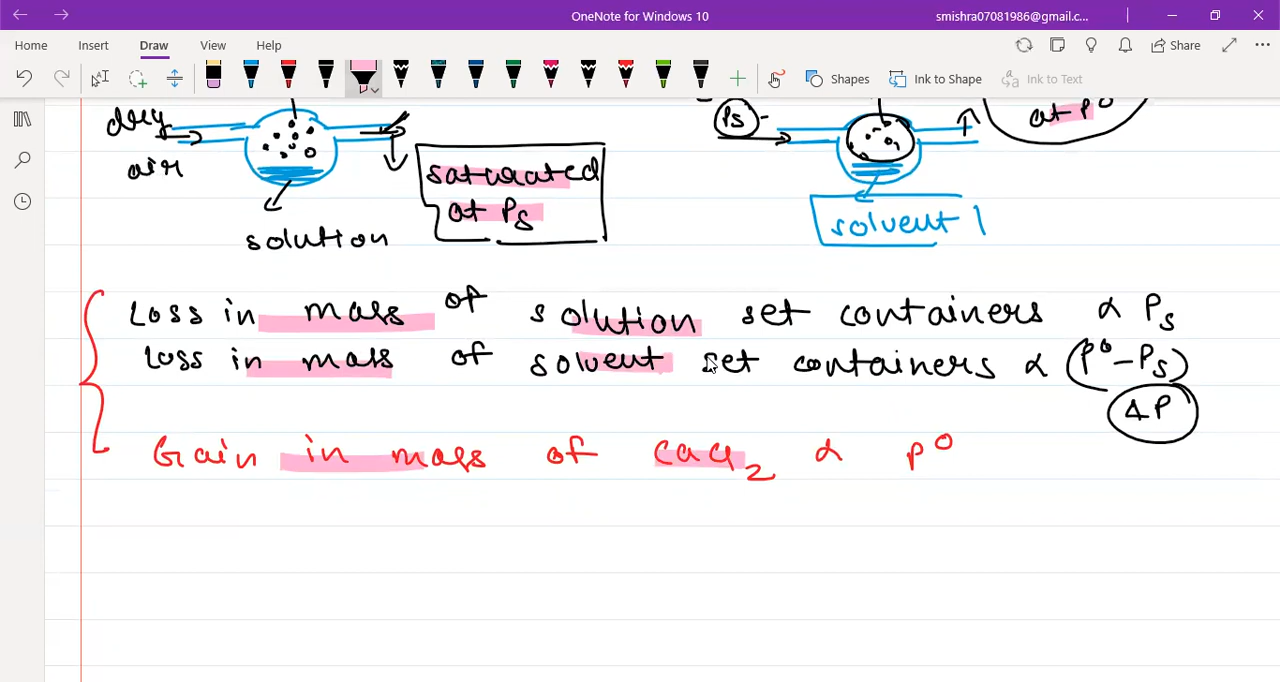 OneNote for Windows 10
smishra07081986@gmail.c...
Home Insert Draw View Help
Share
Shapes
Ink to Shape
Ink to Text
dry
air
saturated
at Ps
solution
Ps
at P°
solvent 1
Loss in mass of solution set containers α Ps
Loss in mass of solvent set containers α (P° - Ps)
ΔP
Gain in mass of CaCl2 α P°